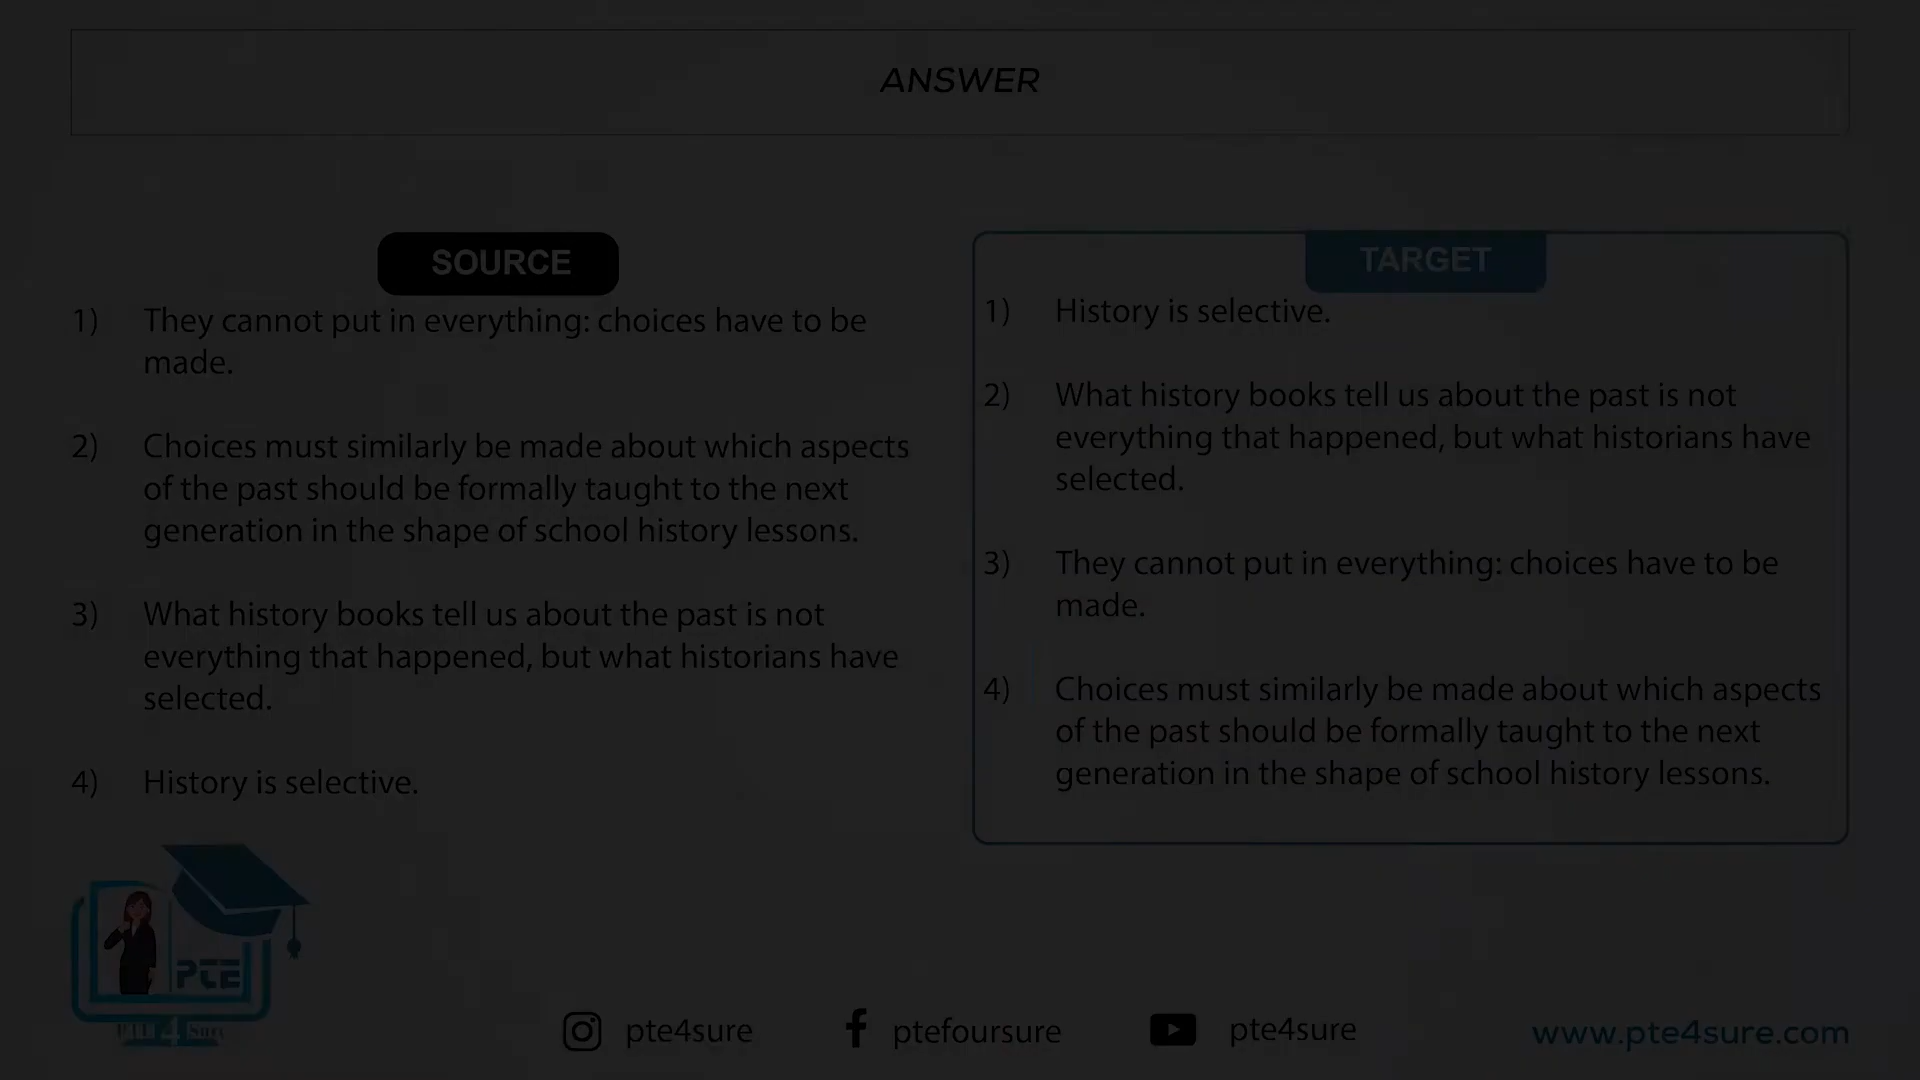 ANSWER
SOURCE
1) They cannot put in everything: choices have to be
made.
2) Choices must similarly be made about which aspects
of the past should be formally taught to the next
generation in the shape of school history lessons.
3) What history books tell us about the past is not
everything that happened, but what historians have
selected.
4) History is selective.
TARGET
1) History is selective.
2) What history books tell us about the past is not
everything that happened, but what historians have
selected.
3) They cannot put in everything: choices have to be
made.
4) Choices must similarly be made about which aspects
of the past should be formally taught to the next
generation in the shape of school history lessons.
PTE
PTE 4 Sure
pte4sure
ptefoursure
pte4sure
www.pte4sure.com